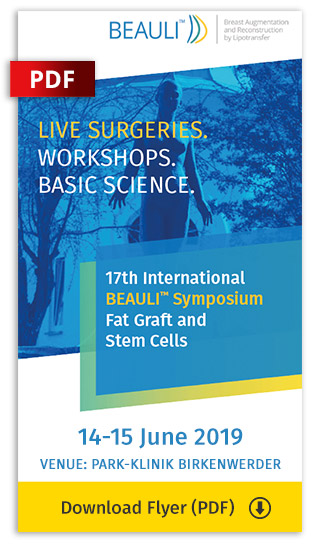 BEAULI™
Breast Augmentation
and Reconstruction
by Lipotransfer
PDF
LIVE SURGERIES.
WORKSHOPS.
BASIC SCIENCE.
17th International
BEAULI™ Symposium
Fat Graft and
Stem Cells
14-15 June 2019
VENUE: PARK-KLINIK BIRKENWERDER
Download Flyer (PDF)